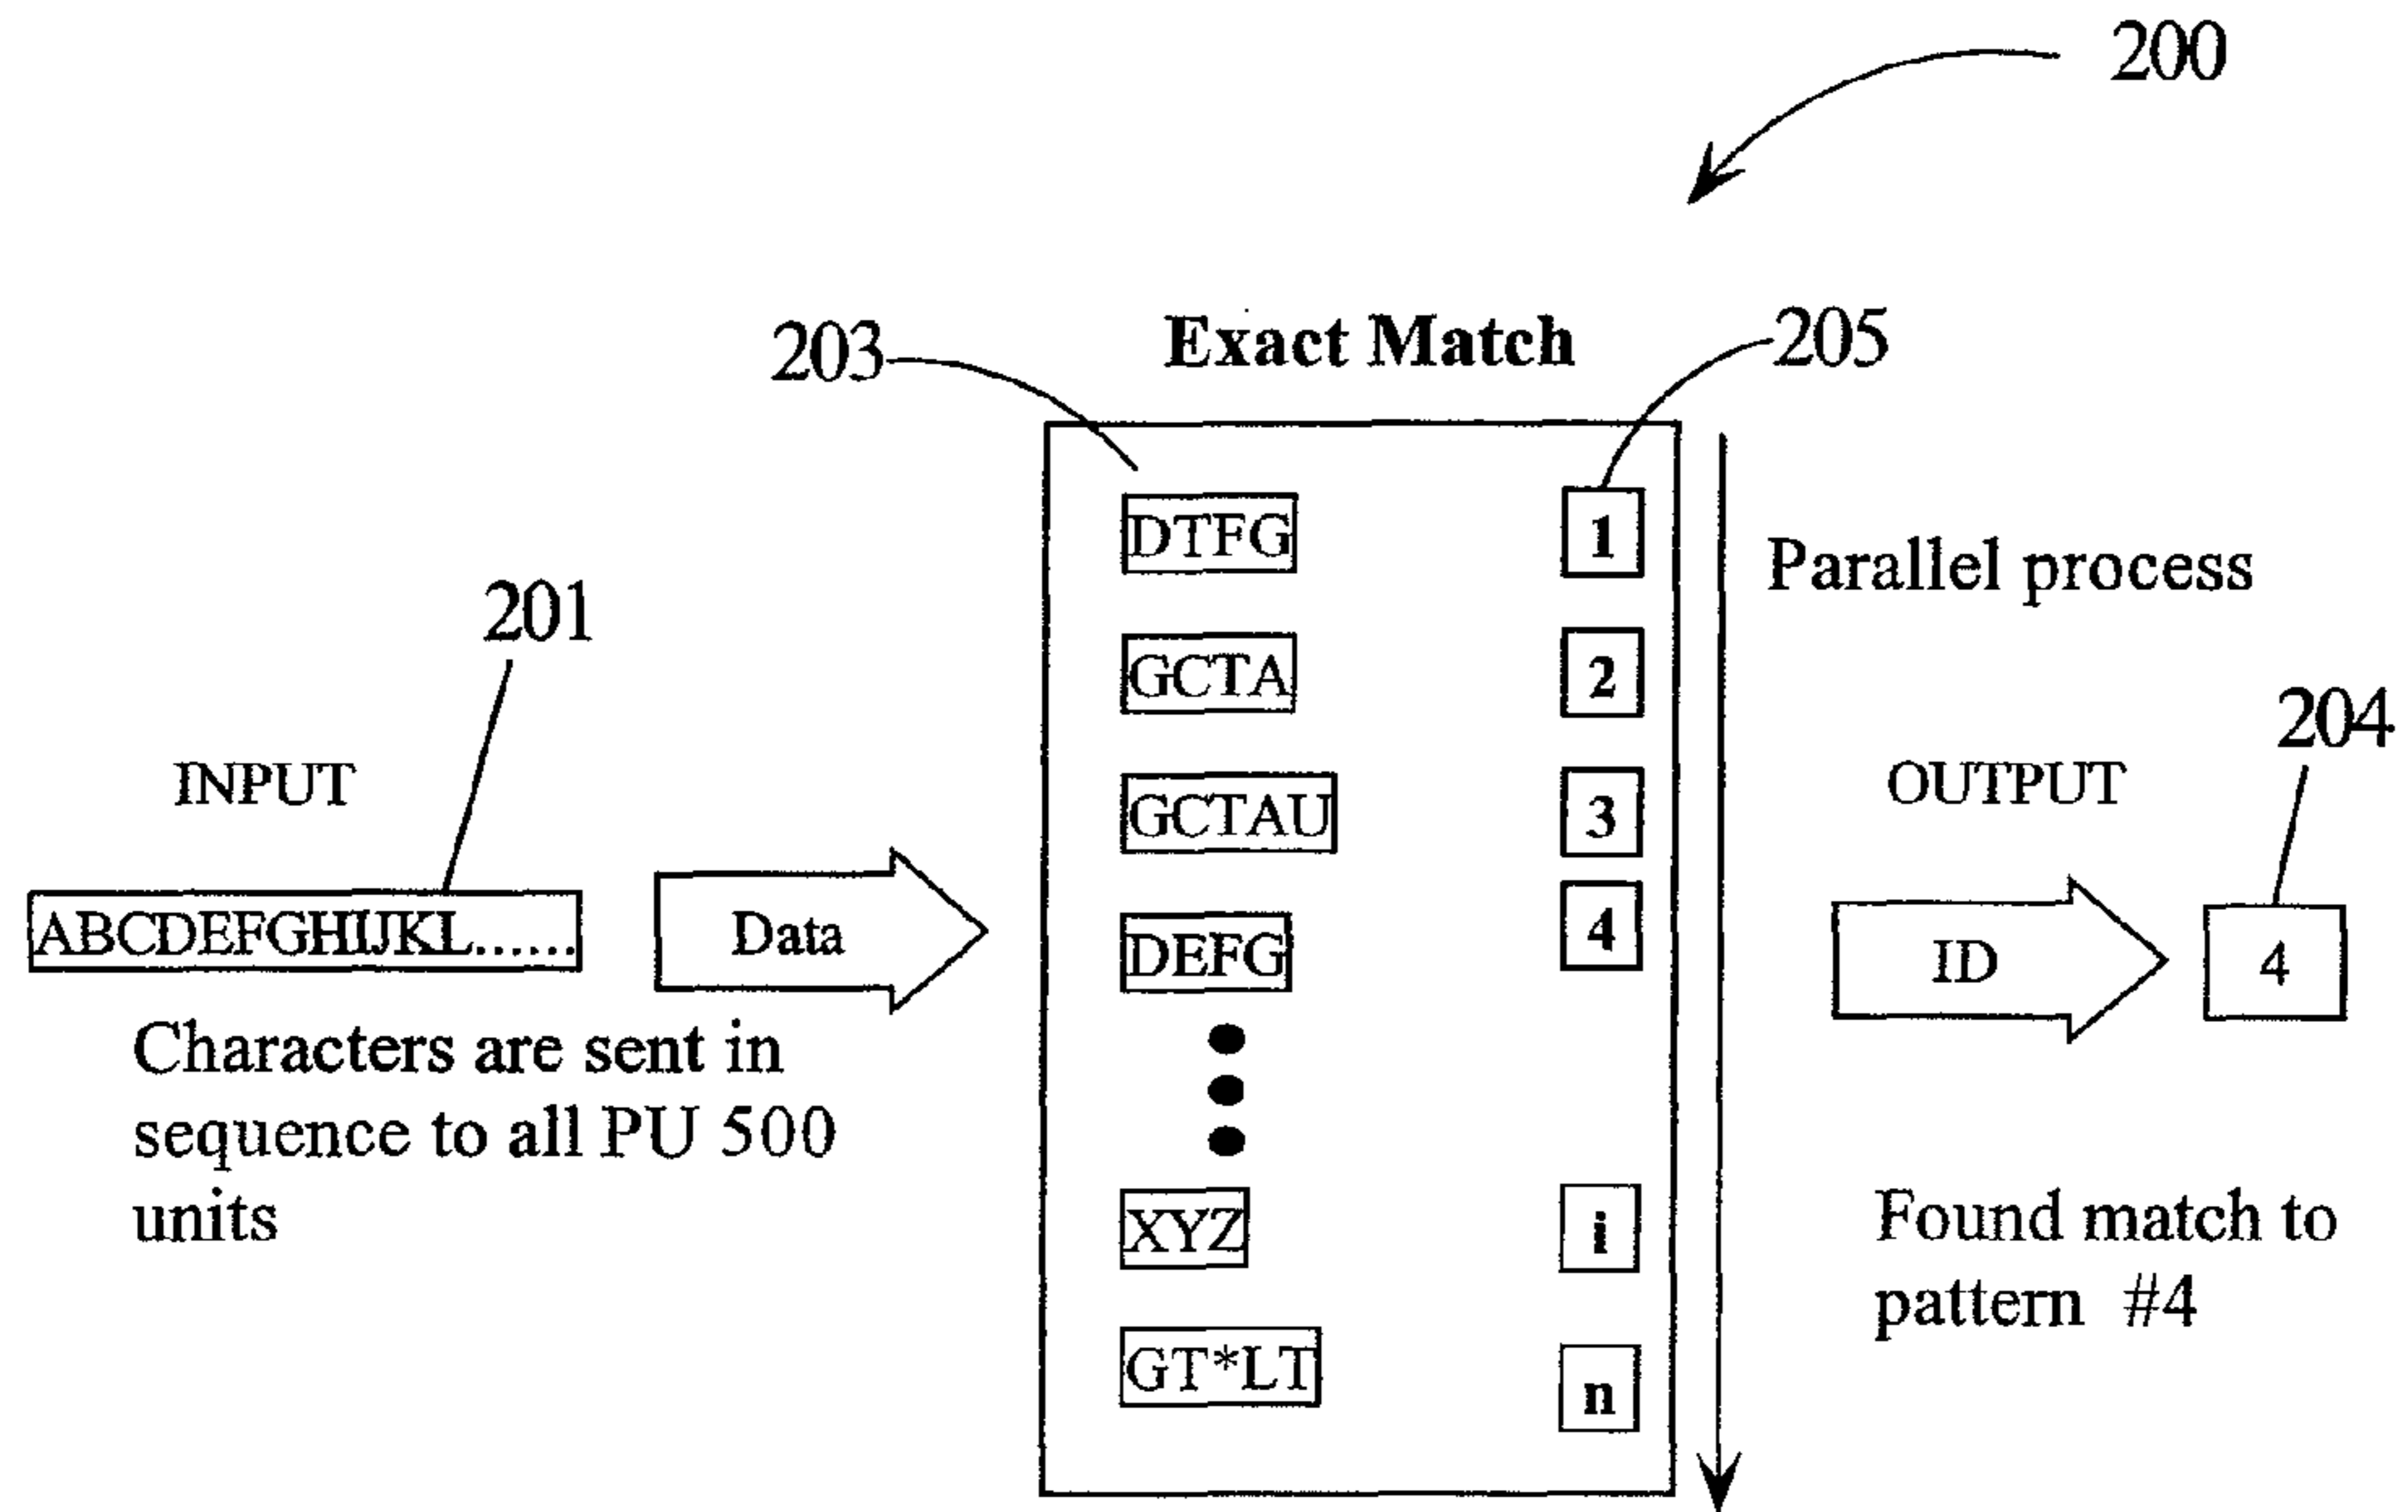 200
203
Exact Match
205
DTFG
1
Parallel process
201
GCTA
2
204
INPUT
GCTAU
3
OUTPUT
ABCDEFGHIJKL......
Data
DEFG
4
ID
4
Characters are sent in
sequence to all PU 500
units
XYZ
i
Found match to
pattern #4
GT*LT
n